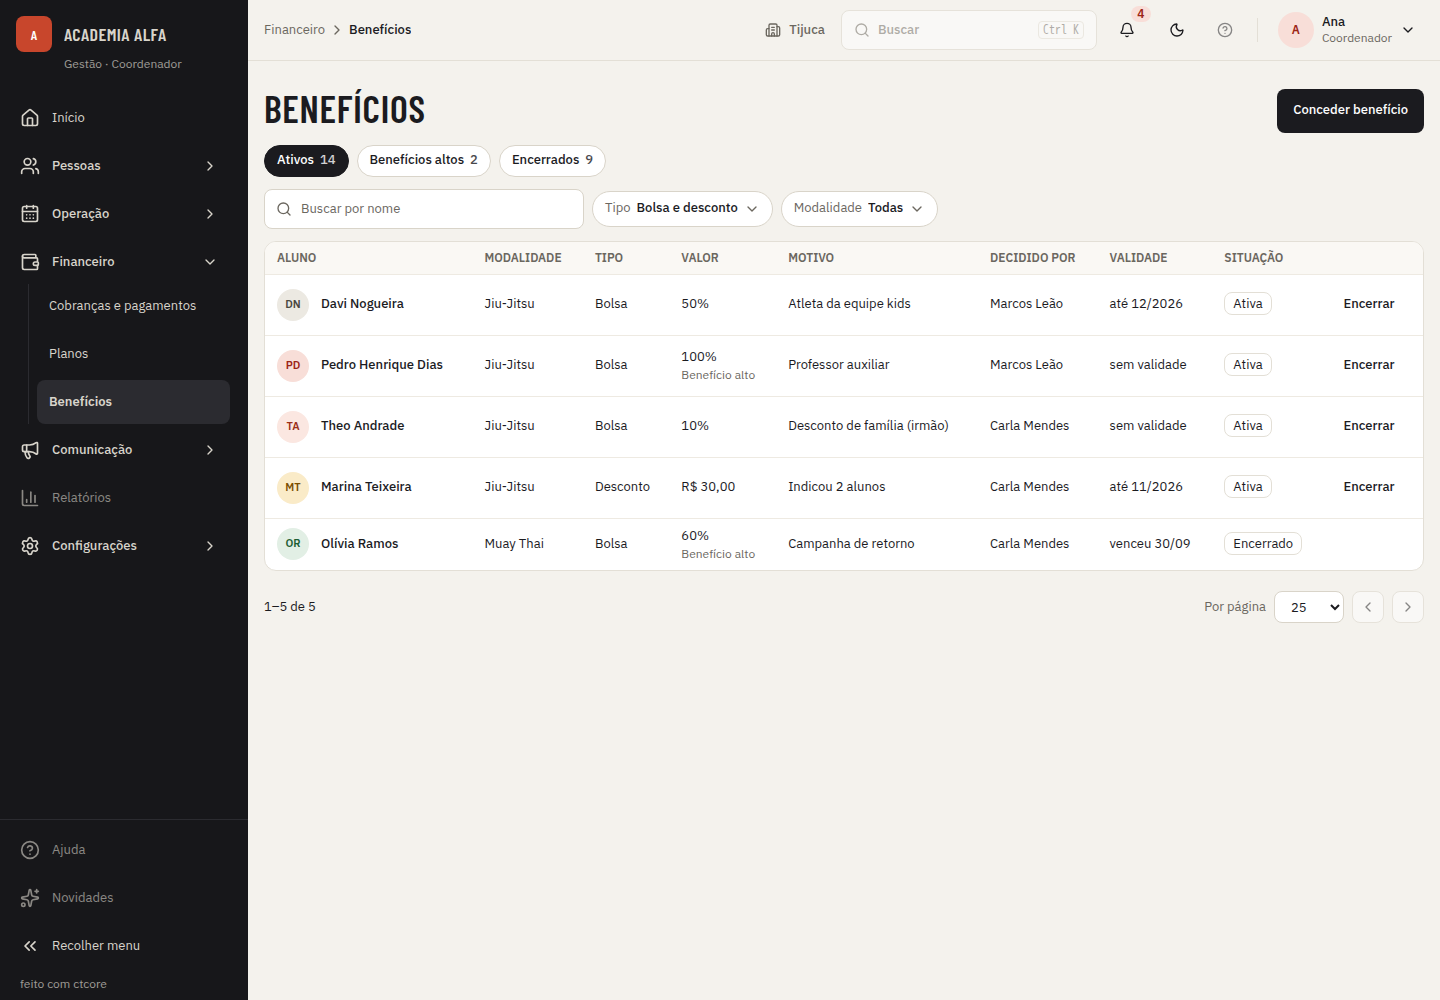 A
ACADEMIA ALFA
Gestão · Coordenador
Início
Pessoas
Operação
Financeiro
Cobranças e pagamentos
Planos
Benefícios
Comunicação
Relatórios
Configurações
Ajuda
Novidades
Recolher menu
feito com ctcore
Financeiro > Benefícios
Tijuca
Buscar Ctrl K
4
A
Ana
Coordenador
BENEFÍCIOS
Conceder benefício
Ativos 14
Benefícios altos 2
Encerrados 9
Buscar por nome
Tipo Bolsa e desconto
Modalidade Todas
ALUNO MODALIDADE TIPO VALOR MOTIVO DECIDIDO POR VALIDADE SITUAÇÃO
DN Davi Nogueira Jiu-Jitsu Bolsa 50% Atleta da equipe kids Marcos Leão até 12/2026 Ativa Encerrar
PD Pedro Henrique Dias Jiu-Jitsu Bolsa 100% Professor auxiliar Marcos Leão sem validade Ativa Encerrar
Benefício alto
TA Theo Andrade Jiu-Jitsu Bolsa 10% Desconto de família (irmão) Carla Mendes sem validade Ativa Encerrar
MT Marina Teixeira Jiu-Jitsu Desconto R$ 30,00 Indicou 2 alunos Carla Mendes até 11/2026 Ativa Encerrar
OR Olívia Ramos Muay Thai Bolsa 60% Campanha de retorno Carla Mendes venceu 30/09 Encerrado
Benefício alto
1–5 de 5
Por página 25